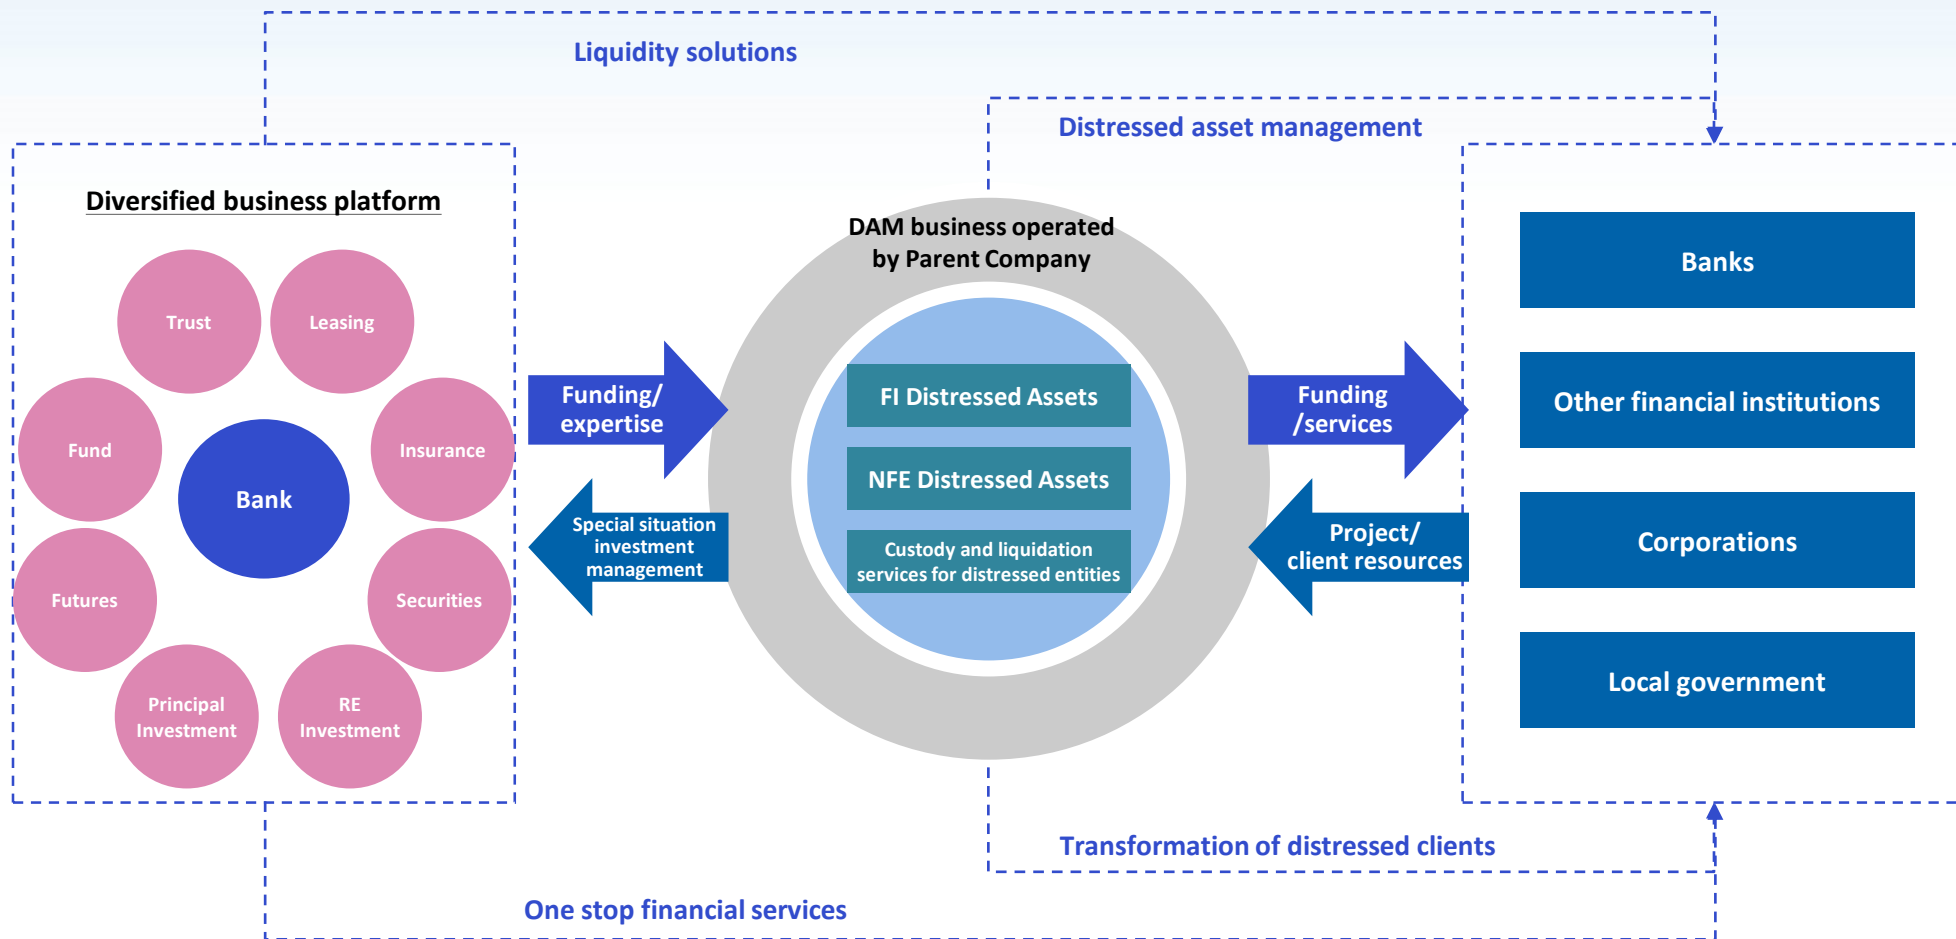 Liquidity solutions
Distressed asset management
Diversified business platform
Trust
Leasing
Fund
Insurance
Bank
Futures
Securities
Principal
Investment
RE
Investment
Funding/
expertise
Special situation
investment
management
DAM business operated
by Parent Company
FI Distressed Assets
NFE Distressed Assets
Custody and liquidation
services for distressed entities
Funding
/services
Project/
client resources
Banks
Other financial institutions
Corporations
Local government
Transformation of distressed clients
One stop financial services